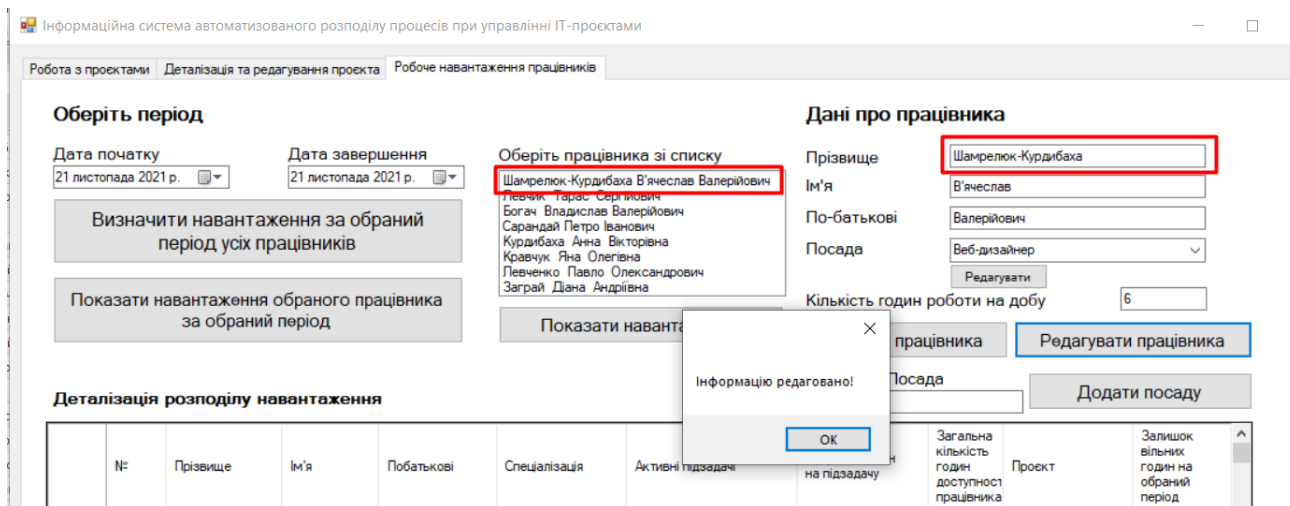 Інформаційна система автоматизованого розподілу процесів при управлінні ІТ-проєктами
Робота з проєктами
Деталізація та редагування проєкта
Робоче навантаження працівників
Оберіть період
Дата початку
21 листопада 2021 р.
Дата завершення
21 листопада 2021 р.
Визначити навантаження за обраний
період усіх працівників
Показати навантаження обраного працівника
за обраний період
Оберіть працівника зі списку
Шамрелюк-Курдибаха В'ячеслав Валерійович
Левчик Тарас Сергійович
Богач Владислав Валерійович
Сарандай Петро Іванович
Курдибаха Анна Вікторівна
Кравчук Яна Олегівна
Левченко Павло Олександрович
Заграй Діана Андріївна
Показати
Дані про працівника
Прізвище
Шамрелюк-Курдибаха
Ім'я
В'ячеслав
По-батькові
Валерійович
Посада
Веб-дизайнер
Редагувати
Кількість годин роботи на добу
6
працівника
Редагувати працівника
Посада
Додати посаду
Інформацію редаговано!
OK
Деталізація розподілу навантаження
№
Прізвище
Ім'я
Побатькові
Спеціалізація
Активні підзадачі
на підзадачу
Загальна
кількість
годин
доступност
працівника
Проєкт
Залишок
вільних
годин на
обраний
період